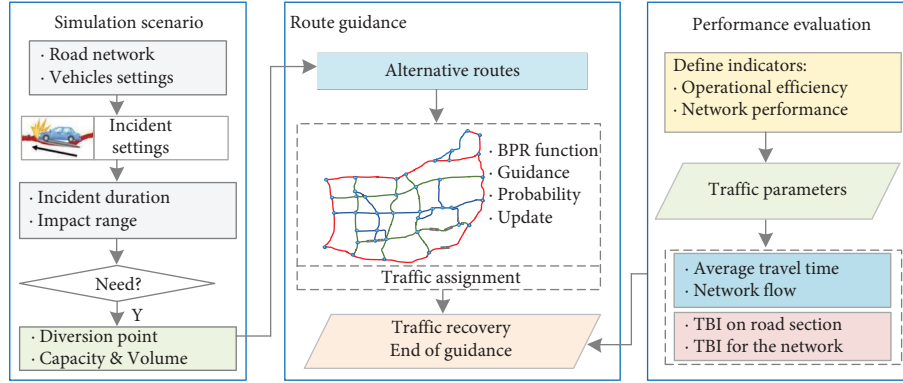 Simulation scenario
· Road network
· Vehicles settings
Incident
settings
· Incident duration
· Impact range
Need?
Y
· Diversion point
· Capacity & Volume
Route guidance
Alternative routes
· BPR function
· Guidance
· Probability
· Update
Traffic assignment
Traffic recovery
End of guidance
Performance evaluation
Define indicators:
· Operational efficiency
· Network performance
Traffic parameters
· Average travel time
· Network flow
· TBI on road section
· TBI for the network